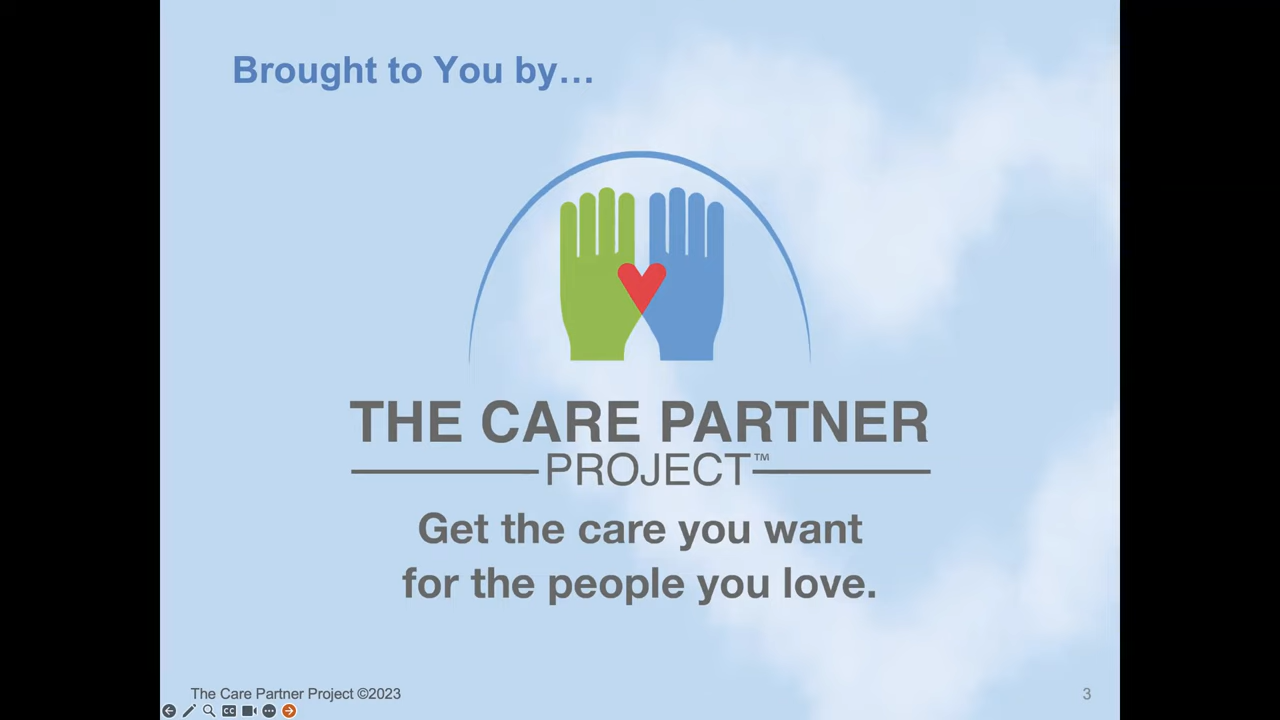 Brought to You by…
THE CARE PARTNER
PROJECT™
Get the care you want
for the people you love.
The Care Partner Project ©2023
3
CC